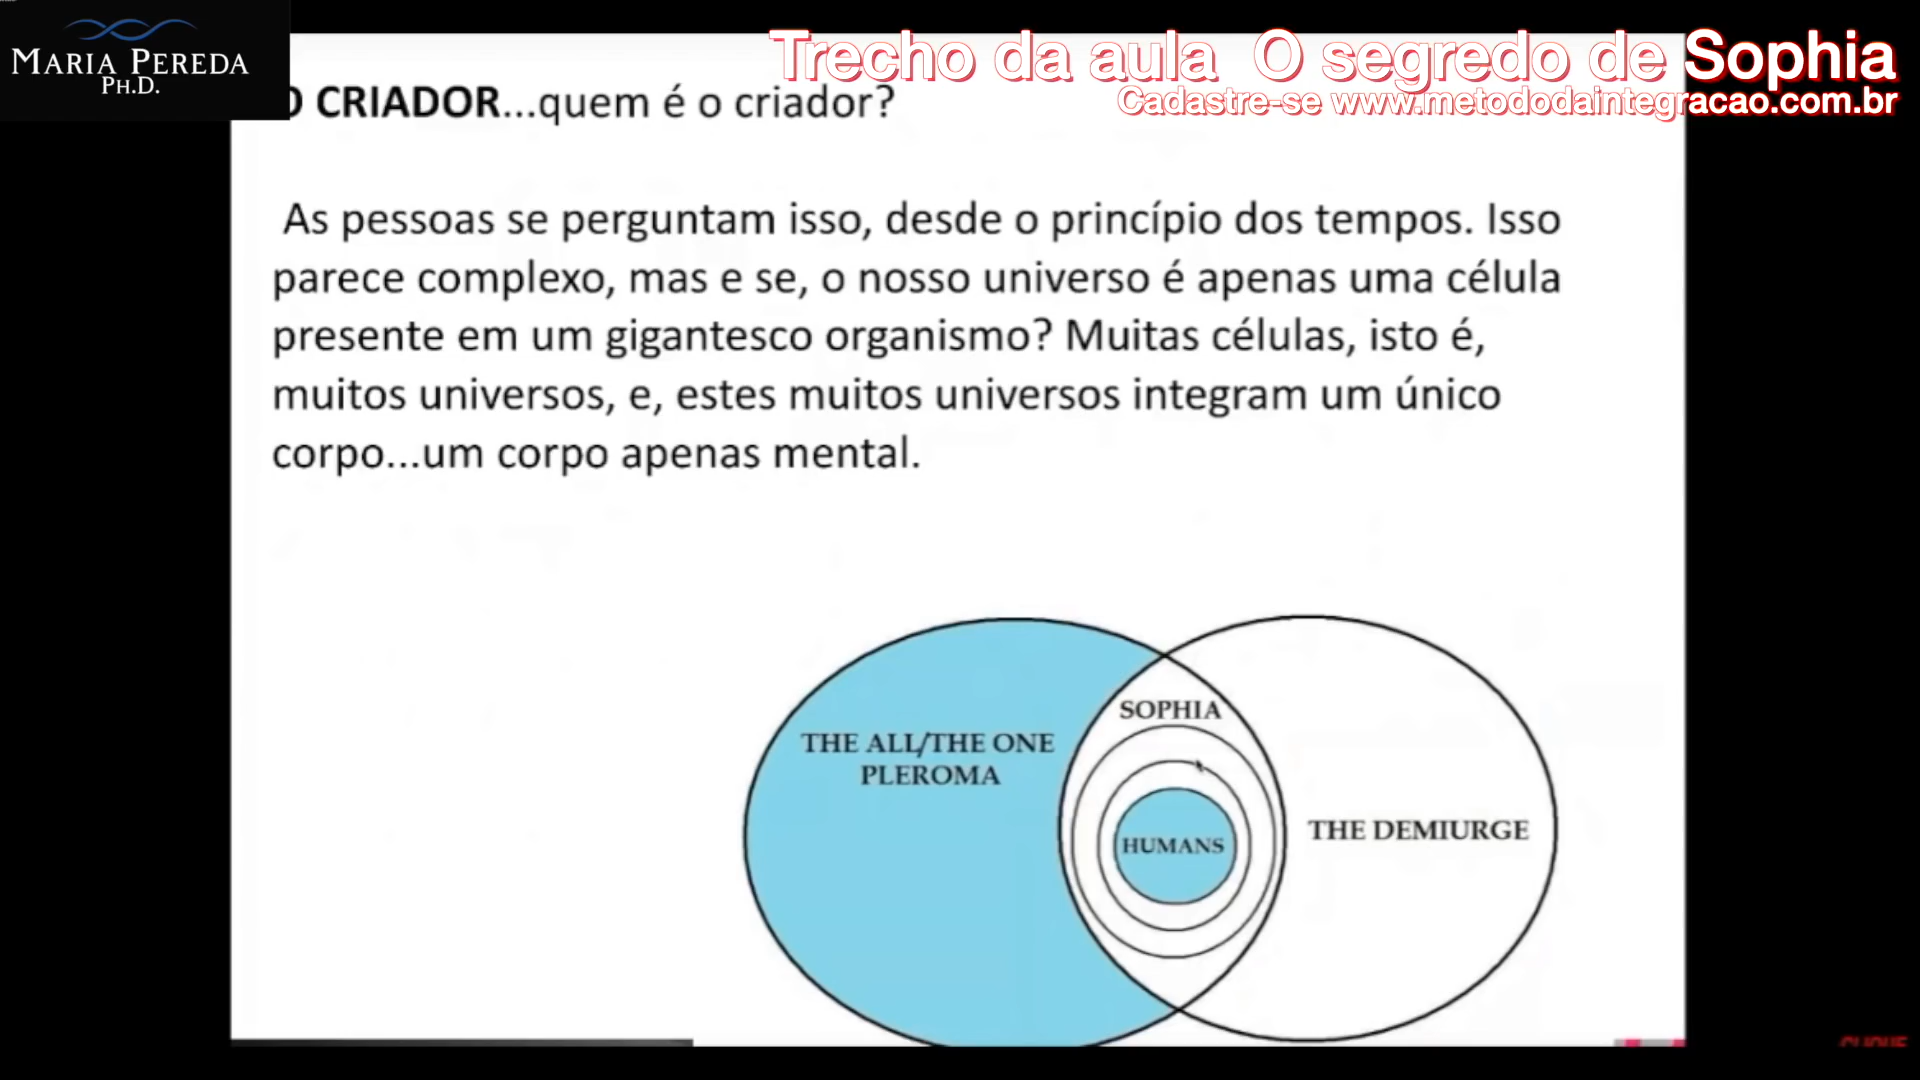 MARIA PEREDA
PH.D.
Trecho da aula O segredo de Sophia
Cadastre-se www.metododaintegracao.com.br
O CRIADOR...quem é o criador?
As pessoas se perguntam isso, desde o princípio dos tempos. Isso
parece complexo, mas e se, o nosso universo é apenas uma célula
presente em um gigantesco organismo? Muitas células, isto é,
muitos universos, e, estes muitos universos integram um único
corpo...um corpo apenas mental.
SOPHIA
THE ALL/THE ONE
PLEROMA
HUMANS
THE DEMIURGE